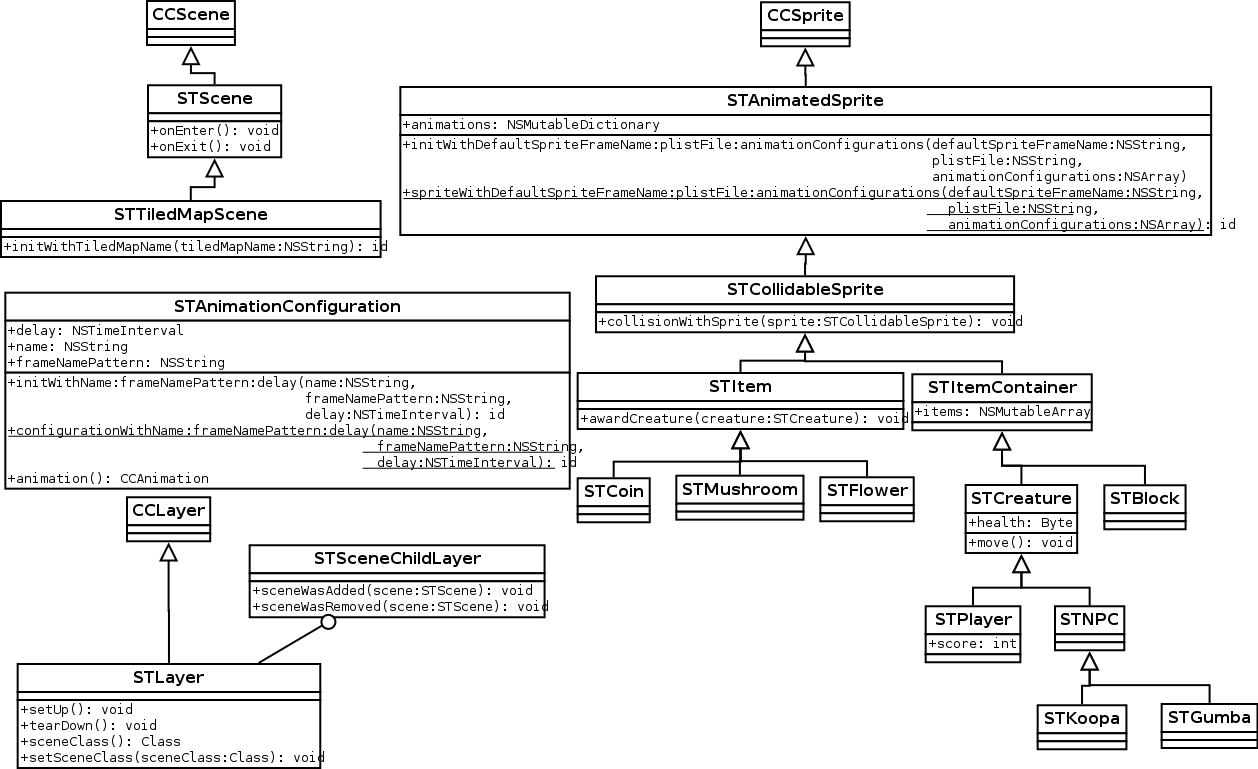 CCScene
STScene
+onEnter(): void
+onExit(): void
STTiledMapScene
+initWithTiledMapName(tiledMapName:NSString): id
CCSprite
STAnimatedSprite
+animations: NSMutableDictionary
+initWithDefaultSpriteFrameName:plistFile:animationConfigurations(defaultSpriteFrameName:NSString,
plistFile:NSString,
animationConfigurations:NSArray)
+spriteWithDefaultSpriteFrameName:plistFile:animationConfigurations(defaultSpriteFrameName:NSString,
plistFile:NSString,
animationConfigurations:NSArray): id
STCollidableSprite
+collisionWithSprite(sprite:STCollidableSprite): void
STAnimationConfiguration
+delay: NSTimeInterval
+name: NSString
+frameNamePattern: NSSString
+initWithName:frameNamePattern:delay(name:NSString,
frameNamePattern:NSString,
delay:NSTimeInterval): id
+configurationWithName:frameNamePattern:delay(name:NSString,
frameNamePattern:NSString,
delay:NSTimeInterval): id
+animation(): CCAnimation
STItem
+awardCreature(creature:STCreature): void
STItemContainer
+items: NSMutableArray
STCoin
STMushroom
STFlower
STCreature
+health: Byte
+move(): void
STBlock
STPlayer
+score: int
STNPC
STKoopa
STGumba
CCLayer
STSceneChildLayer
+sceneWasAdded(scene:STScene): void
+sceneWasRemoved(scene:STScene): void
STLayer
+setUp(): void
+tearDown(): void
+sceneClass(): Class
+setSceneClass(sceneClass:Class): void